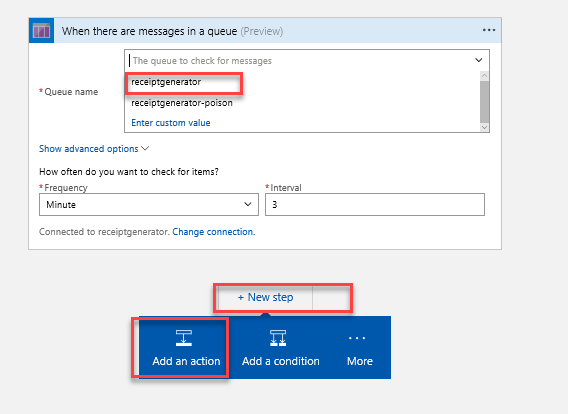 When there are messages in a queue (Preview)
The queue to check for messages
* Queue name
receiptgenerator
receiptgenerator-poison
Enter custom value
Show advanced options
How often do you want to check for items?
* Frequency
* Interval
Minute
3
Connected to receiptgenerator. Change connection.
+ New step
Add an action
Add a condition
More